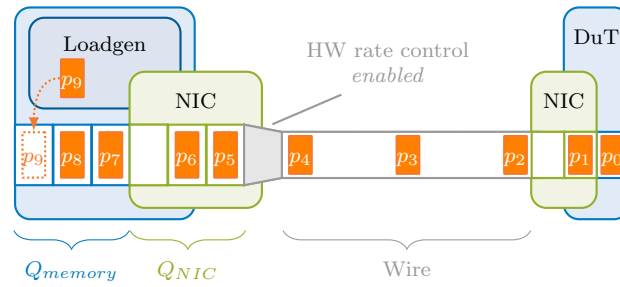 Loadgen
p9
HW rate control
enabled
DuT
NIC
NIC
p9
p8
p7
p6
p5
p4
p3
p2
p1
p0
Qmemory
QNIC
Wire